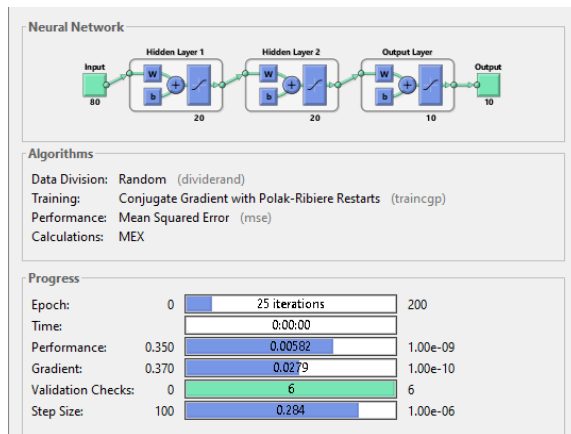 Neural Network
Hidden Layer 1 Hidden Layer 2 Output Layer
Input Output
W W W
b b b
80 10
20 20 10
Algorithms
Data Division: Random (dividerand)
Training: Conjugate Gradient with Polak-Ribiere Restarts (traincgp)
Performance: Mean Squared Error (mse)
Calculations: MEX
Progress
Epoch: 0 25 iterations 200
Time: 0:00:00
Performance: 0.350 0.00582 1.00e-09
Gradient: 0.370 0.0279 1.00e-10
Validation Checks: 0 6 6
Step Size: 100 0.284 1.00e-06